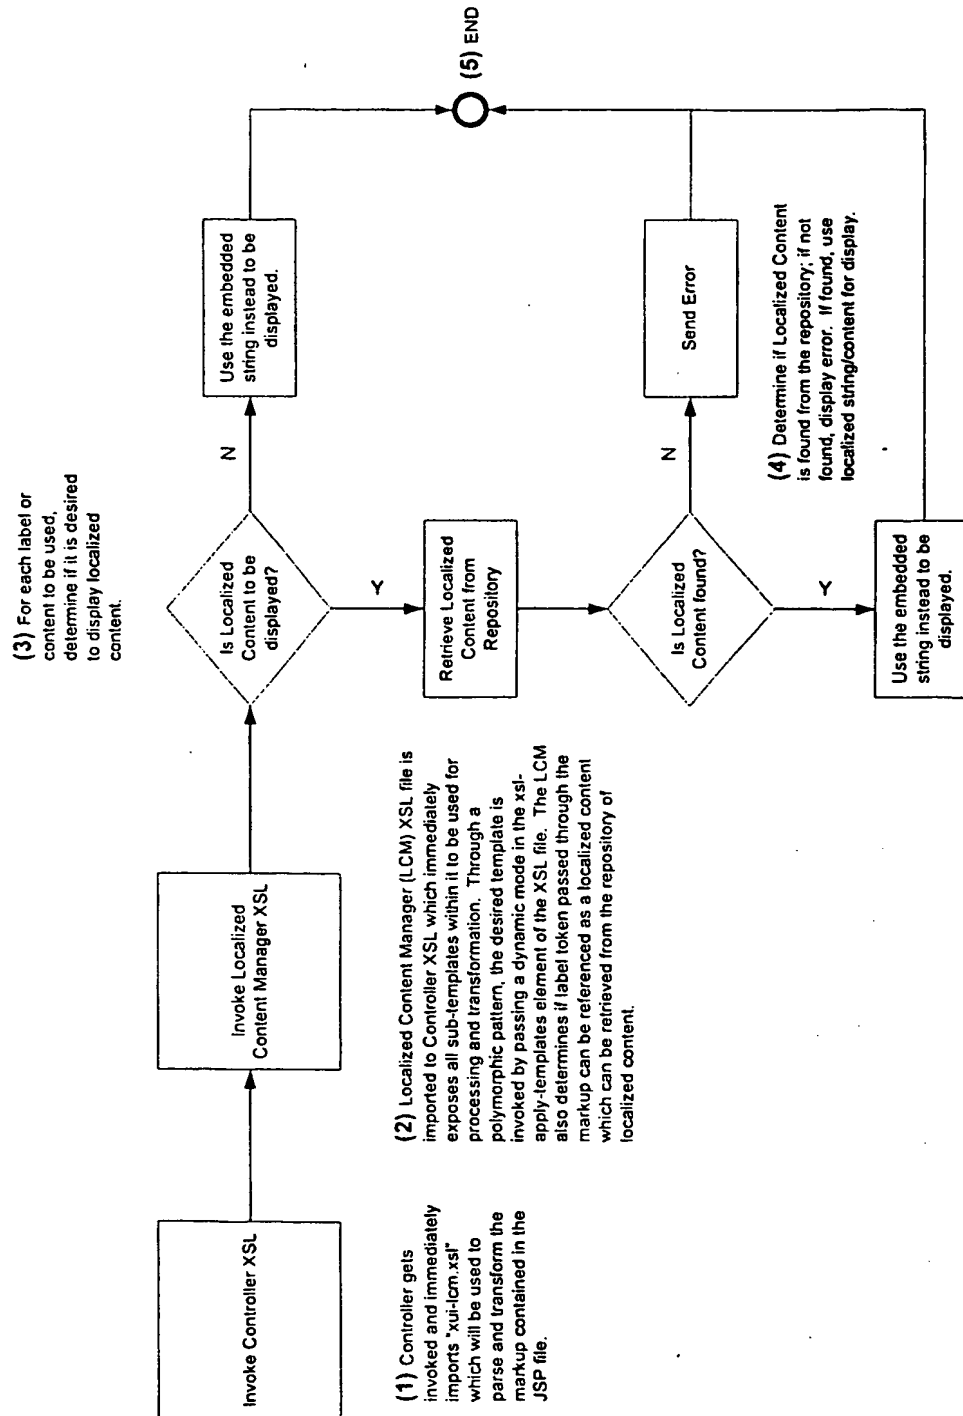 Invoke Controller XSL
(1) Controller gets
invoked and immediately
imports "xui-lcm.xsl"
which will be used to
parse and transform the
markup contained in the
JSP file.
Invoke Localized
Content Manager XSL
(2) Localized Content Manager (LCM) XSL file is
imported to Controller XSL which immediately
exposes all sub-templates within it to be used for
processing and transformation. Through a
polymorphic pattern, the desired template is
invoked by passing a dynamic mode in the xsl-
apply-templates element of the XSL file. The LCM
also determines if label token passed through the
markup can be referenced as a localized content
which can be retrieved from the repository of
localized content.
(3) For each label or
content to be used,
determine if it is desired
to display localized
content.
Is Localized
Content to be
displayed?
N
Use the embedded
string instead to be
displayed.
Y
Retrieve Localized
Content from
Repository
Is Localized
Content found?
N
Send Error
(4) Determine if Localized Content
is found from the repository; if not
found, display error. If found, use
localized string/content for display.
Y
Use the embedded
string instead to be
displayed.
(5) END